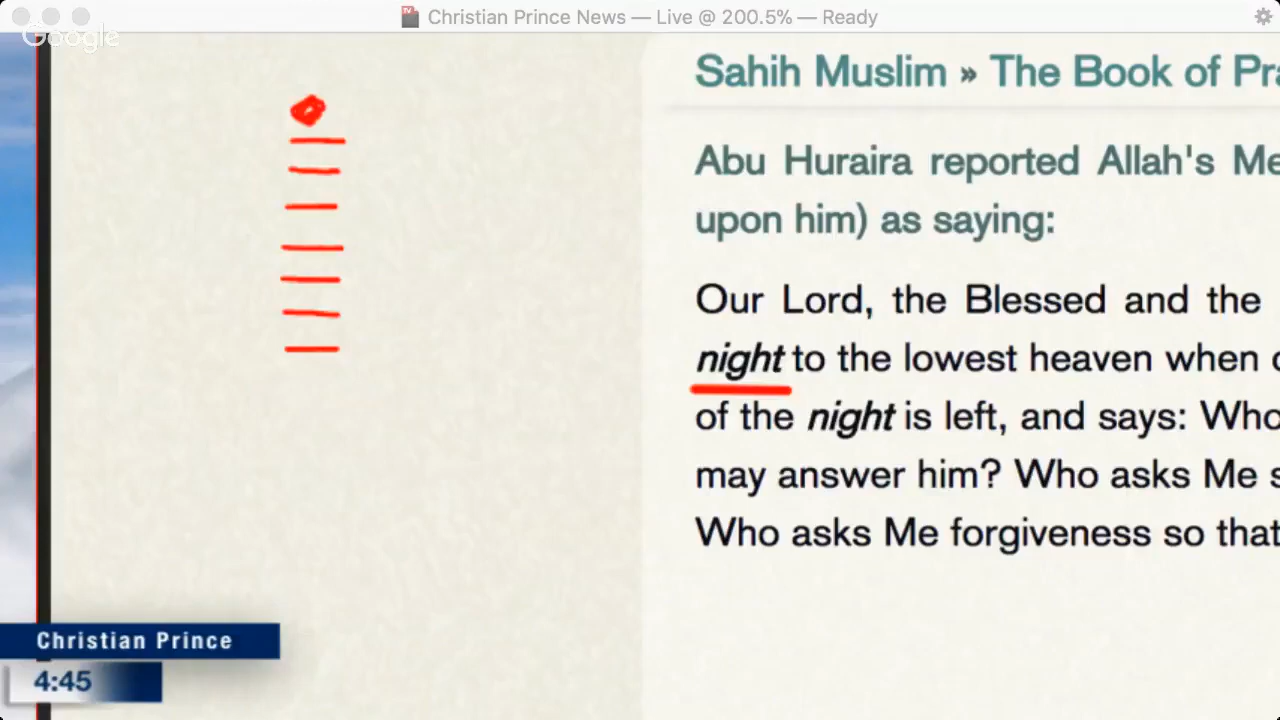 Christian Prince News — Live @ 200.5% — Ready
Google
Sahih Muslim » The Book of
Abu Huraira reported Allah's
upon him) as saying:
Our Lord, the Blessed and the
night to the lowest heaven when
of the night is left, and says: Who
may answer him? Who asks Me
Who asks Me forgiveness so that
Christian Prince
4:45